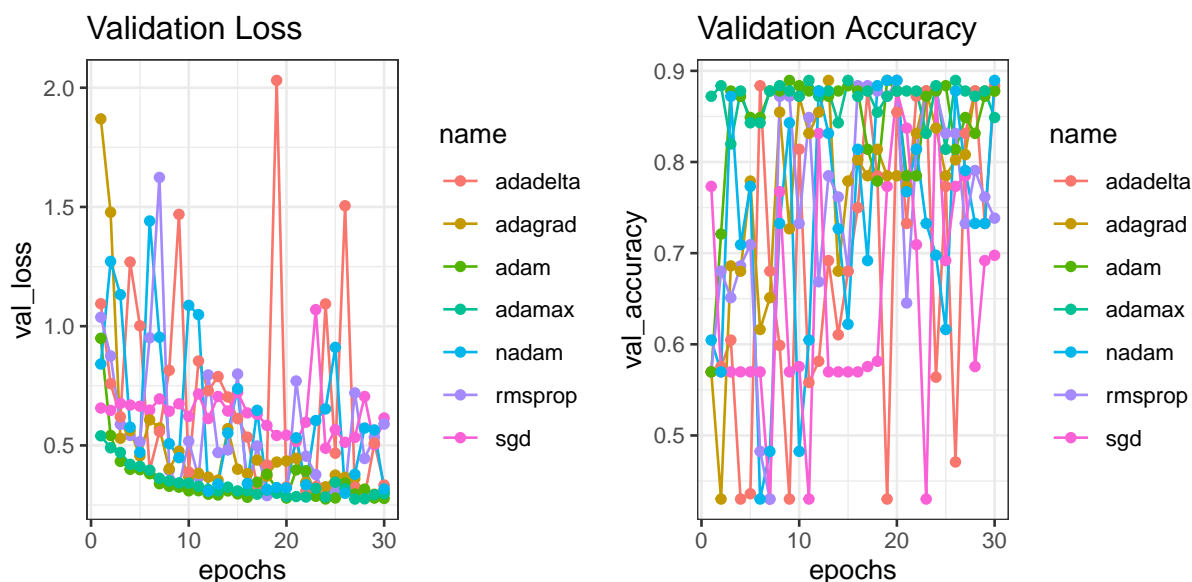 Validation Loss
2.0
1.5
1.0
0.5
val_loss
0
10
20
30
epochs
name
adadelta
adagrad
adam
adamax
nadam
rmsprop
sgd
Validation Accuracy
0.9
0.8
0.7
0.6
0.5
val_accuracy
0
10
20
30
epochs
name
adadelta
adagrad
adam
adamax
nadam
rmsprop
sgd